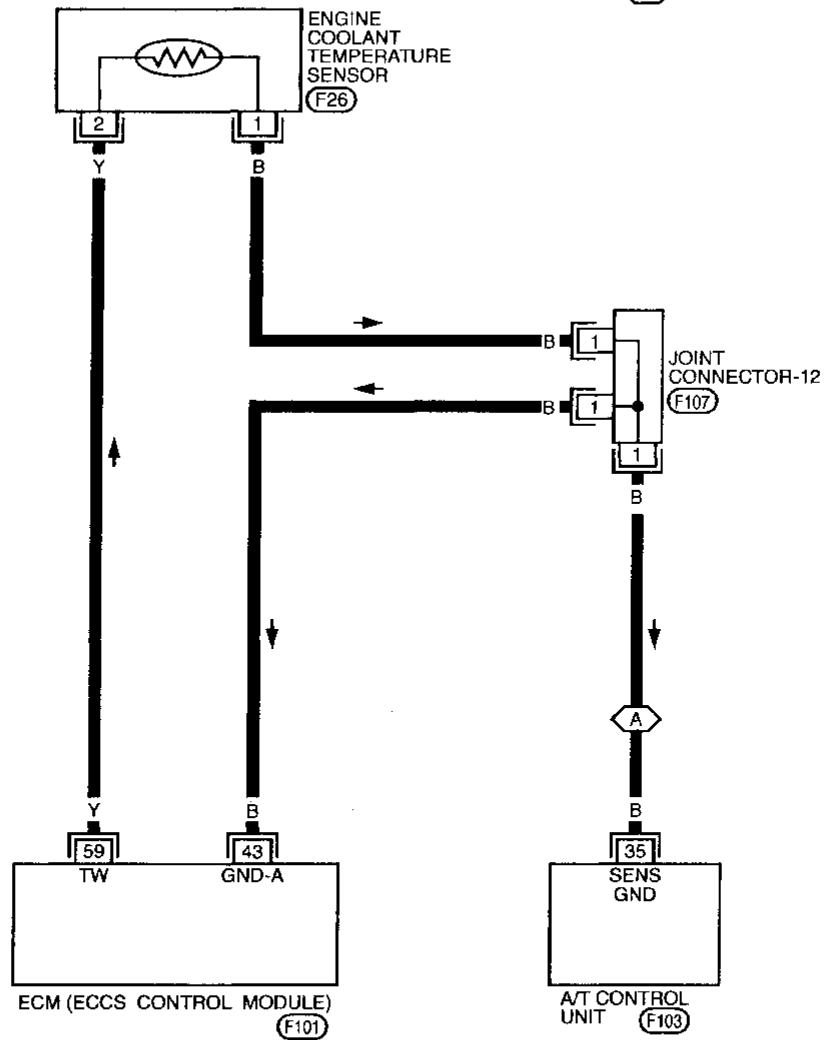 ENGINE
COOLANT
TEMPERATURE
SENSOR
F26
2
1
Y
B
B
1
B
1
JOINT
CONNECTOR-12
F107
1
B
A
Y
B
B
59
43
35
TW
GND-A
SENS
GND
ECM (ECCS CONTROL MODULE)
F101
A/T CONTROL
UNIT
F103